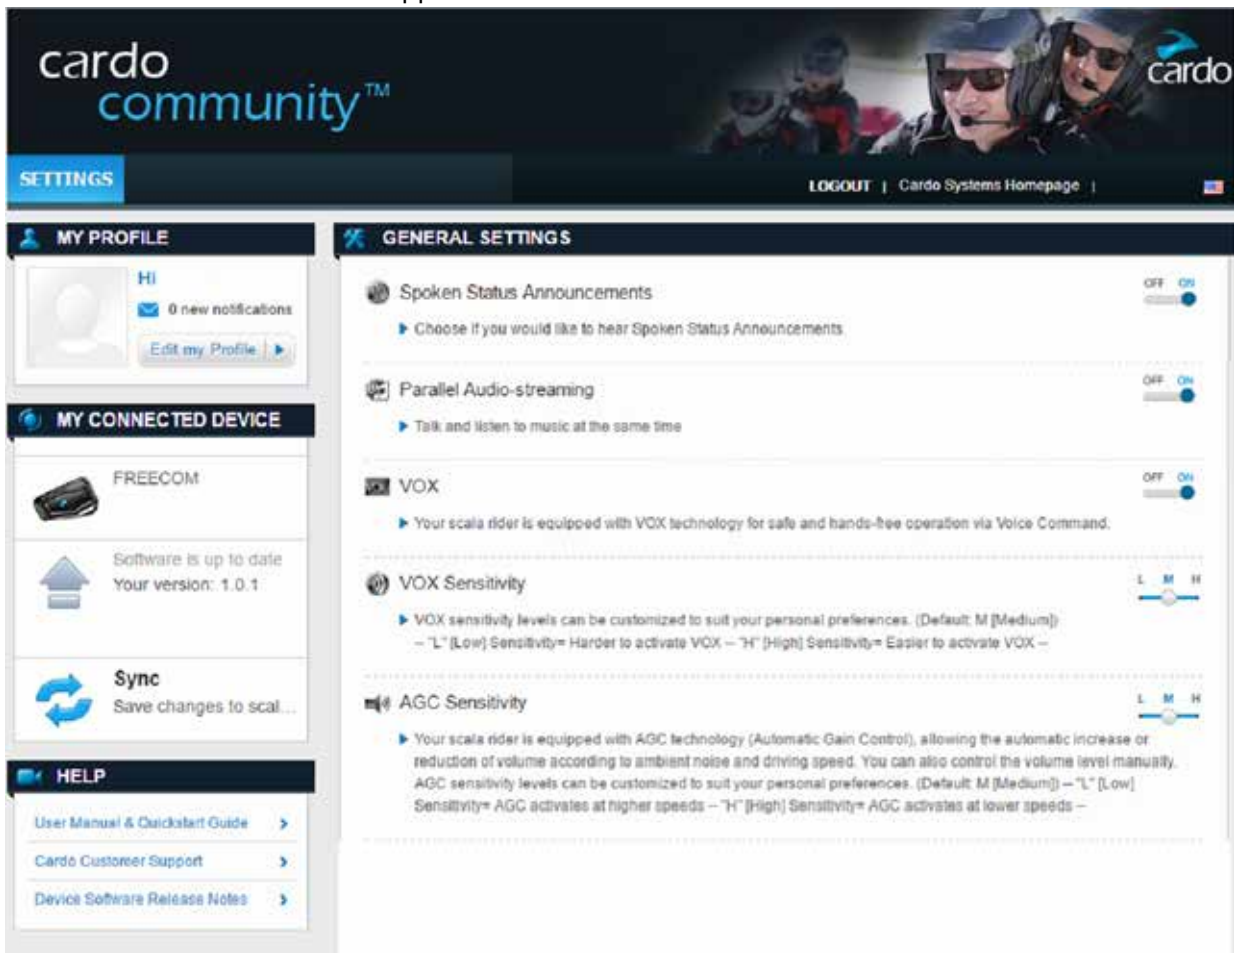 cardo
community™
cardo
SETTINGS
LOGOUT | Cardo Systems Homepage |
MY PROFILE
Hi
0 new notifications
Edit my Profile
MY CONNECTED DEVICE
FREECOM
Software is up to date
Your version: 1.0.1
Sync
Save changes to scal...
HELP
User Manual & Quickstart Guide
Cardo Customer Support
Device Software Release Notes
GENERAL SETTINGS
Spoken Status Announcements
OFF ON
Choose if you would like to hear Spoken Status Announcements
Parallel Audio-streaming
OFF ON
Talk and listen to music at the same time
VOX
OFF ON
Your scala rider is equipped with VOX technology for safe and hands-free operation via Voice Command.
VOX Sensitivity
L M H
VOX sensitivity levels can be customized to suit your personal preferences. (Default: M [Medium])
-- "L" [Low] Sensitivity= Harder to activate VOX -- "H" [High] Sensitivity= Easier to activate VOX --
AGC Sensitivity
L M H
Your scala rider is equipped with AGC technology (Automatic Gain Control), allowing the automatic increase or
reduction of volume according to ambient noise and driving speed. You can also control the volume level manually.
AGC sensitivity levels can be customized to suit your personal preferences. (Default: M [Medium]) -- "L" [Low]
Sensitivity= AGC activates at higher speeds -- "H" [High] Sensitivity= AGC activates at lower speeds --